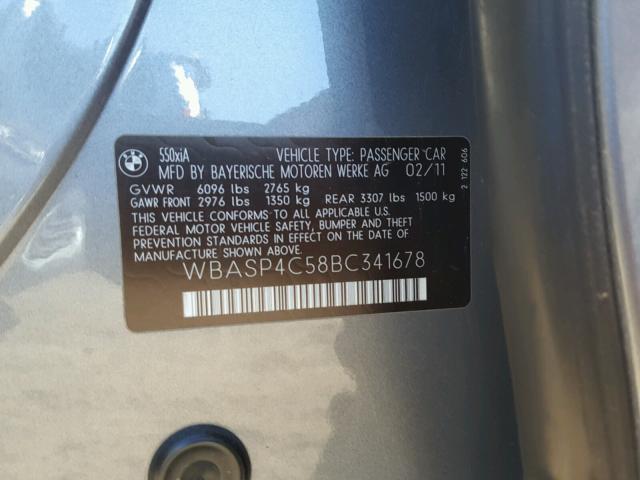 BMW
550xiA VEHICLE TYPE: PASSENGER CAR
MFD BY BAYERISCHE MOTOREN WERKE AG 02/11
GVWR 6096 lbs 2765 kg
GAWR FRONT 2976 lbs 1350 kg REAR 3307 lbs 1500 kg
THIS VEHICLE CONFORMS TO ALL APPLICABLE U.S.
FEDERAL MOTOR VEHICLE SAFETY, BUMPER AND THEFT
PREVENTION STANDARDS IN EFFECT ON THE DATE OF
MANUFACTURE SHOWN ABOVE.
WBASP4C58BC341678
2 122 606